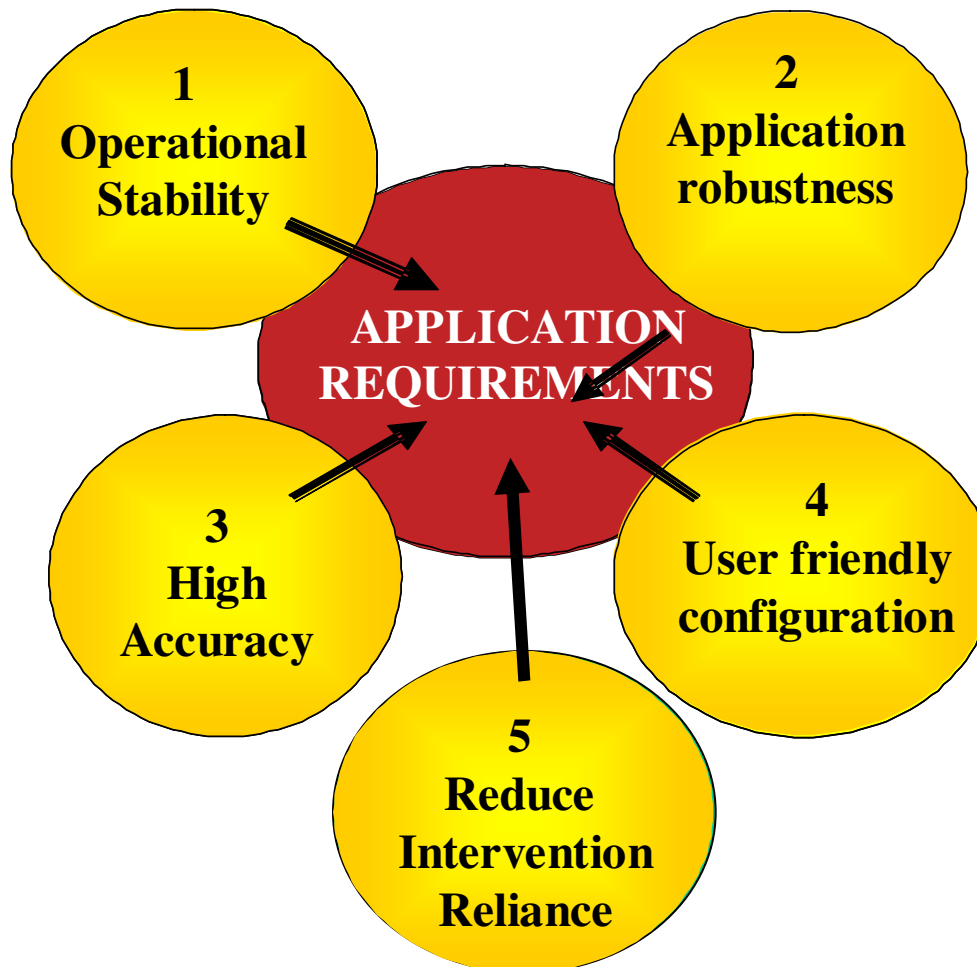 1
Operational
Stability
2
Application
robustness
APPLICATION
REQUIREMENTS
3
High
Accuracy
4
User friendly
configuration
5
Reduce
Intervention
Reliance